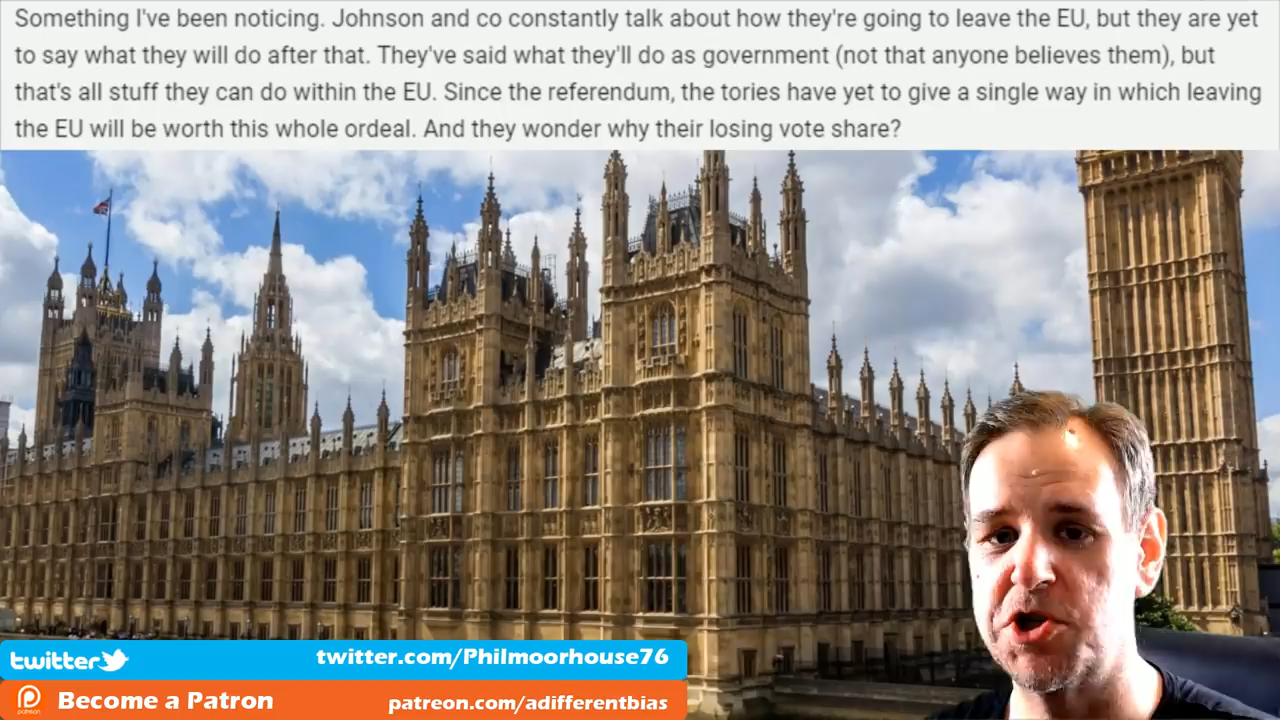 Something I've been noticing. Johnson and co constantly talk about how they're going to leave the EU, but they are yet
to say what they will do after that. They've said what they'll do as government (not that anyone believes them), but
that's all stuff they can do within the EU. Since the referendum, the tories have yet to give a single way in which leaving
the EU will be worth this whole ordeal. And they wonder why their losing vote share?
twitter
twitter.com/Philmoorhouse76
patreon
Become a Patron
patreon.com/adifferentbias